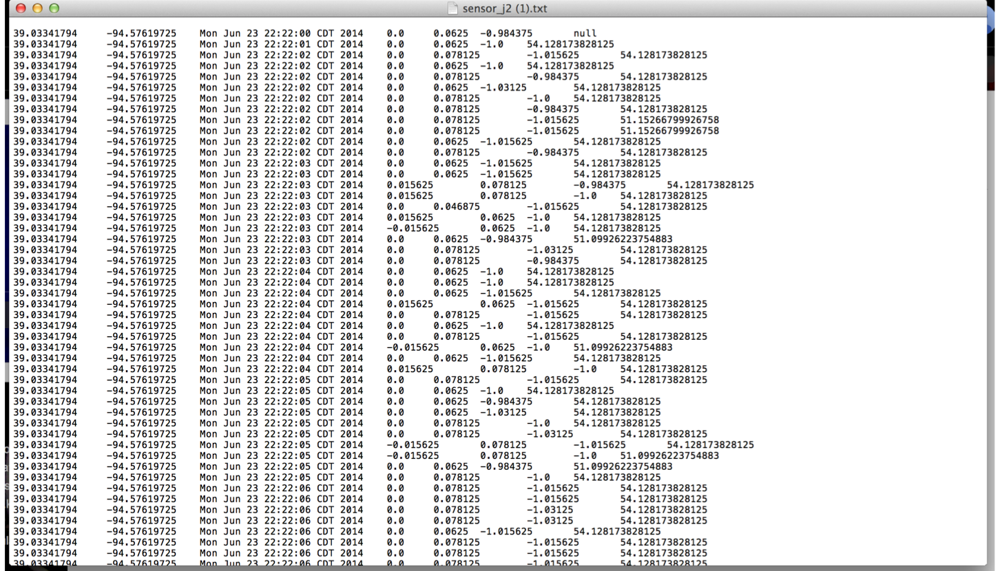 sensor_j2 (1).txt
39.03341794 -94.57619725 Mon Jun 23 22:22:00 CDT 2014 0.0 0.0625 -0.984375 null
39.03341794 -94.57619725 Mon Jun 23 22:22:01 CDT 2014 0.0 0.0625 -1.0 54.128173828125
39.03341794 -94.57619725 Mon Jun 23 22:22:02 CDT 2014 0.0 0.078125 -1.015625 54.128173828125
39.03341794 -94.57619725 Mon Jun 23 22:22:02 CDT 2014 0.0 0.0625 -1.0 54.128173828125
39.03341794 -94.57619725 Mon Jun 23 22:22:02 CDT 2014 0.0 0.078125 -0.984375 54.128173828125
39.03341794 -94.57619725 Mon Jun 23 22:22:02 CDT 2014 0.0 0.0625 -1.03125 54.128173828125
39.03341794 -94.57619725 Mon Jun 23 22:22:02 CDT 2014 0.0 0.078125 -1.0 54.128173828125
39.03341794 -94.57619725 Mon Jun 23 22:22:02 CDT 2014 0.0 0.078125 -0.984375 54.128173828125
39.03341794 -94.57619725 Mon Jun 23 22:22:02 CDT 2014 0.0 0.078125 -1.015625 51.15266799926758
39.03341794 -94.57619725 Mon Jun 23 22:22:02 CDT 2014 0.0 0.078125 -1.015625 51.15266799926758
39.03341794 -94.57619725 Mon Jun 23 22:22:02 CDT 2014 0.0 0.0625 -1.015625 54.128173828125
39.03341794 -94.57619725 Mon Jun 23 22:22:02 CDT 2014 0.0 0.078125 -0.984375 54.128173828125
39.03341794 -94.57619725 Mon Jun 23 22:22:03 CDT 2014 0.0 0.0625 -1.015625 54.128173828125
39.03341794 -94.57619725 Mon Jun 23 22:22:03 CDT 2014 0.0 0.0625 -1.015625 54.128173828125
39.03341794 -94.57619725 Mon Jun 23 22:22:03 CDT 2014 0.015625 0.078125 -0.984375 54.128173828125
39.03341794 -94.57619725 Mon Jun 23 22:22:03 CDT 2014 0.015625 0.078125 -1.0 54.128173828125
39.03341794 -94.57619725 Mon Jun 23 22:22:03 CDT 2014 0.0 0.046875 -1.015625 54.128173828125
39.03341794 -94.57619725 Mon Jun 23 22:22:03 CDT 2014 0.015625 0.0625 -1.0 54.128173828125
39.03341794 -94.57619725 Mon Jun 23 22:22:03 CDT 2014 -0.015625 0.0625 -1.0 54.128173828125
39.03341794 -94.57619725 Mon Jun 23 22:22:03 CDT 2014 0.0 0.0625 -0.984375 51.09926223754883
39.03341794 -94.57619725 Mon Jun 23 22:22:03 CDT 2014 0.0 0.078125 -1.03125 54.128173828125
39.03341794 -94.57619725 Mon Jun 23 22:22:03 CDT 2014 0.0 0.078125 -0.984375 54.128173828125
39.03341794 -94.57619725 Mon Jun 23 22:22:04 CDT 2014 0.0 0.0625 -1.0 54.128173828125
39.03341794 -94.57619725 Mon Jun 23 22:22:04 CDT 2014 0.0 0.0625 -1.0 54.128173828125
39.03341794 -94.57619725 Mon Jun 23 22:22:04 CDT 2014 0.0 0.0625 -1.015625 54.128173828125
39.03341794 -94.57619725 Mon Jun 23 22:22:04 CDT 2014 0.015625 0.0625 -1.015625 54.128173828125
39.03341794 -94.57619725 Mon Jun 23 22:22:04 CDT 2014 0.0 0.078125 -1.015625 54.128173828125
39.03341794 -94.57619725 Mon Jun 23 22:22:04 CDT 2014 0.0 0.0625 -1.0 54.128173828125
39.03341794 -94.57619725 Mon Jun 23 22:22:04 CDT 2014 0.0 0.078125 -1.015625 54.128173828125
39.03341794 -94.57619725 Mon Jun 23 22:22:04 CDT 2014 -0.015625 0.0625 -1.0 51.09926223754883
39.03341794 -94.57619725 Mon Jun 23 22:22:04 CDT 2014 0.0 0.0625 -1.015625 54.128173828125
39.03341794 -94.57619725 Mon Jun 23 22:22:04 CDT 2014 0.015625 0.078125 -1.0 54.128173828125
39.03341794 -94.57619725 Mon Jun 23 22:22:05 CDT 2014 0.0 0.078125 -1.015625 54.128173828125
39.03341794 -94.57619725 Mon Jun 23 22:22:05 CDT 2014 0.0 0.0625 -1.0 54.128173828125
39.03341794 -94.57619725 Mon Jun 23 22:22:05 CDT 2014 0.0 0.0625 -0.984375 54.128173828125
39.03341794 -94.57619725 Mon Jun 23 22:22:05 CDT 2014 0.0 0.0625 -1.03125 54.128173828125
39.03341794 -94.57619725 Mon Jun 23 22:22:05 CDT 2014 0.0 0.078125 -1.0 54.128173828125
39.03341794 -94.57619725 Mon Jun 23 22:22:05 CDT 2014 0.0 0.078125 -1.03125 54.128173828125
39.03341794 -94.57619725 Mon Jun 23 22:22:05 CDT 2014 -0.015625 0.078125 -1.015625 54.128173828125
39.03341794 -94.57619725 Mon Jun 23 22:22:05 CDT 2014 -0.015625 0.078125 -1.0 51.09926223754883
39.03341794 -94.57619725 Mon Jun 23 22:22:05 CDT 2014 0.0 0.0625 -0.984375 51.09926223754883
39.03341794 -94.57619725 Mon Jun 23 22:22:05 CDT 2014 0.0 0.078125 -1.0 54.128173828125
39.03341794 -94.57619725 Mon Jun 23 22:22:06 CDT 2014 0.0 0.078125 -1.015625 54.128173828125
39.03341794 -94.57619725 Mon Jun 23 22:22:06 CDT 2014 0.0 0.078125 -1.015625 54.128173828125
39.03341794 -94.57619725 Mon Jun 23 22:22:06 CDT 2014 0.0 0.078125 -1.03125 54.128173828125
39.03341794 -94.57619725 Mon Jun 23 22:22:06 CDT 2014 0.0 0.078125 -1.03125 54.128173828125
39.03341794 -94.57619725 Mon Jun 23 22:22:06 CDT 2014 0.0 0.0625 -1.015625 54.128173828125
39.03341794 -94.57619725 Mon Jun 23 22:22:06 CDT 2014 0.0 0.078125 -1.015625 54.128173828125
39.03341794 -94.57619725 Mon Jun 23 22:22:06 CDT 2014 0.0 0.078125 -1.015625 54.128173828125
39.03341794 -94.57619725 Mon Jun 23 22:22:06 CDT 2014 0.0 0.078125 -1.015625 54.128173828125